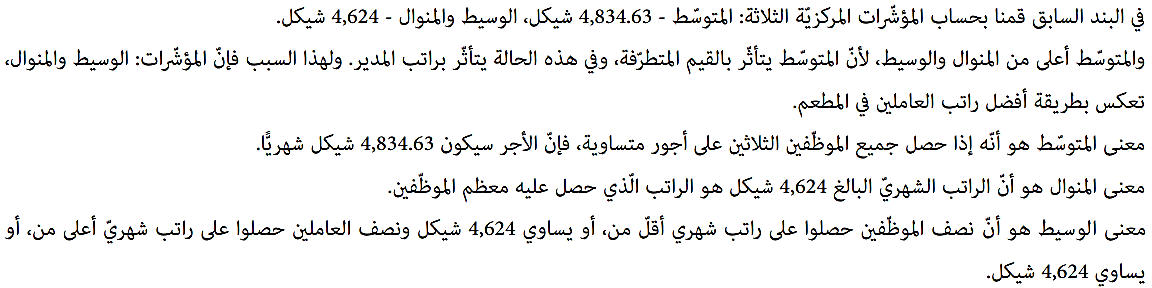 في البند السابق قمنا بحساب المؤشّرات المركزيّة الثلاثة: المتوسّط - 4,834.63 شيكل، الوسيط والمنوال - 4,624 شيكل.
والمتوسّط أعلى من المنوال والوسيط، لأنّ المتوسّط يتأثّر بالقيم المتطرّفة، وفي هذه الحالة يتأثّر براتب المدير. ولهذا السبب فإنّ المؤشّرات: الوسيط والمنوال،
تعكس بطريقة أفضل راتب العاملين في المطعم.
معنى المتوسّط هو أنّه إذا حصل جميع الموظّفين الثلاثين على أجور متساوية، فإنّ الأجر سيكون 4,834.63 شيكل شهريًّا.
معنى المنوال هو أنّ الراتب الشهريّ البالغ 4,624 شيكل هو الراتب الّذي حصل عليه معظم الموظّفين.
معنى الوسيط هو أنّ نصف الموظّفين حصلوا على راتب شهري أقلّ من، أو يساوي 4,624 شيكل ونصف العاملين حصلوا على راتب شهريّ أعلى من، أو
يساوي 4,624 شيكل.